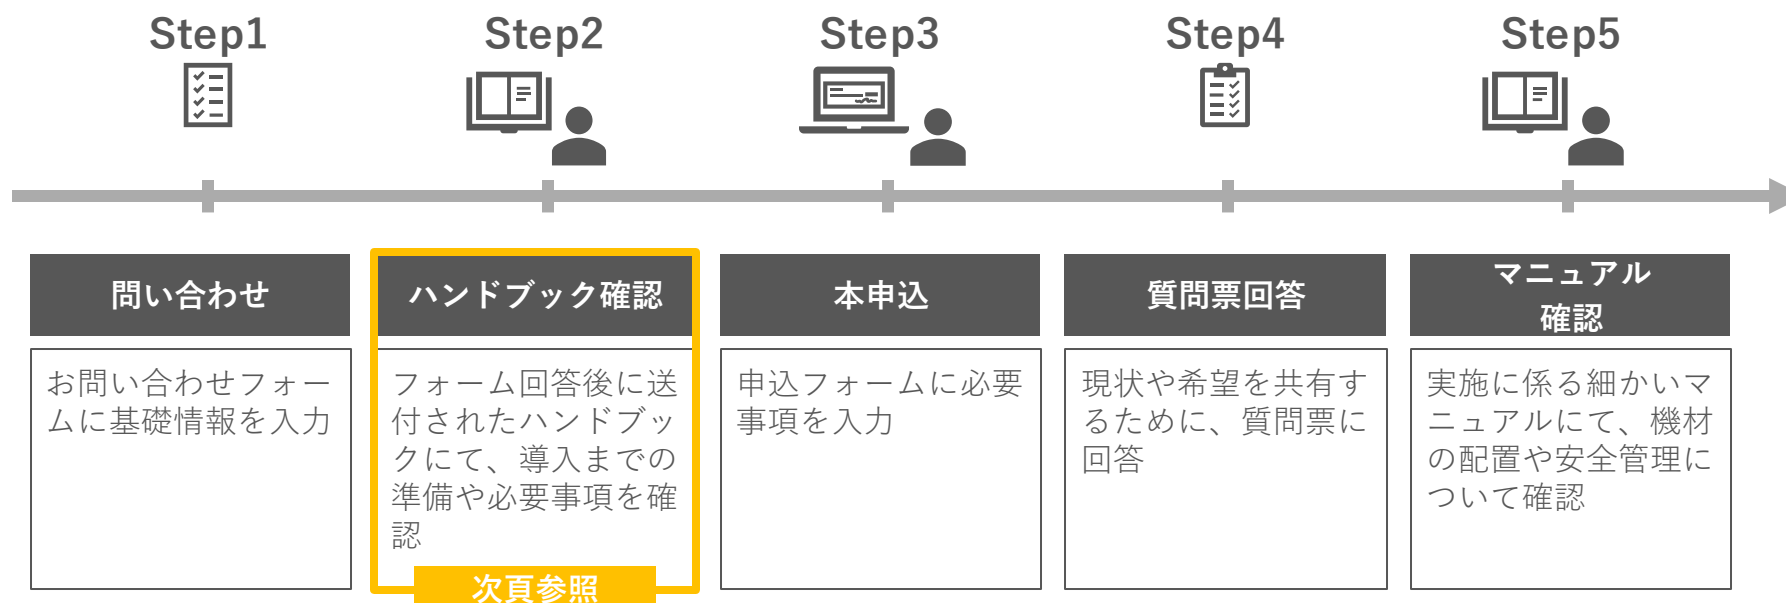 Step1
Step2
Step3
Step4
Step5
問い合わせ
お問い合わせフォー
ムに基礎情報を入力
ハンドブック確認
フォーム回答後に送
付されたハンドブッ
クにて、導入までの
準備や必要事項を確
認
次頁参照
本申込
申込フォームに必要
事項を入力
質問票回答
現状や希望を共有す
るために、質問票に
回答
マニュアル
確認
実施に係る細かいマ
ニュアルにて、機材
の配置や安全管理に
ついて確認